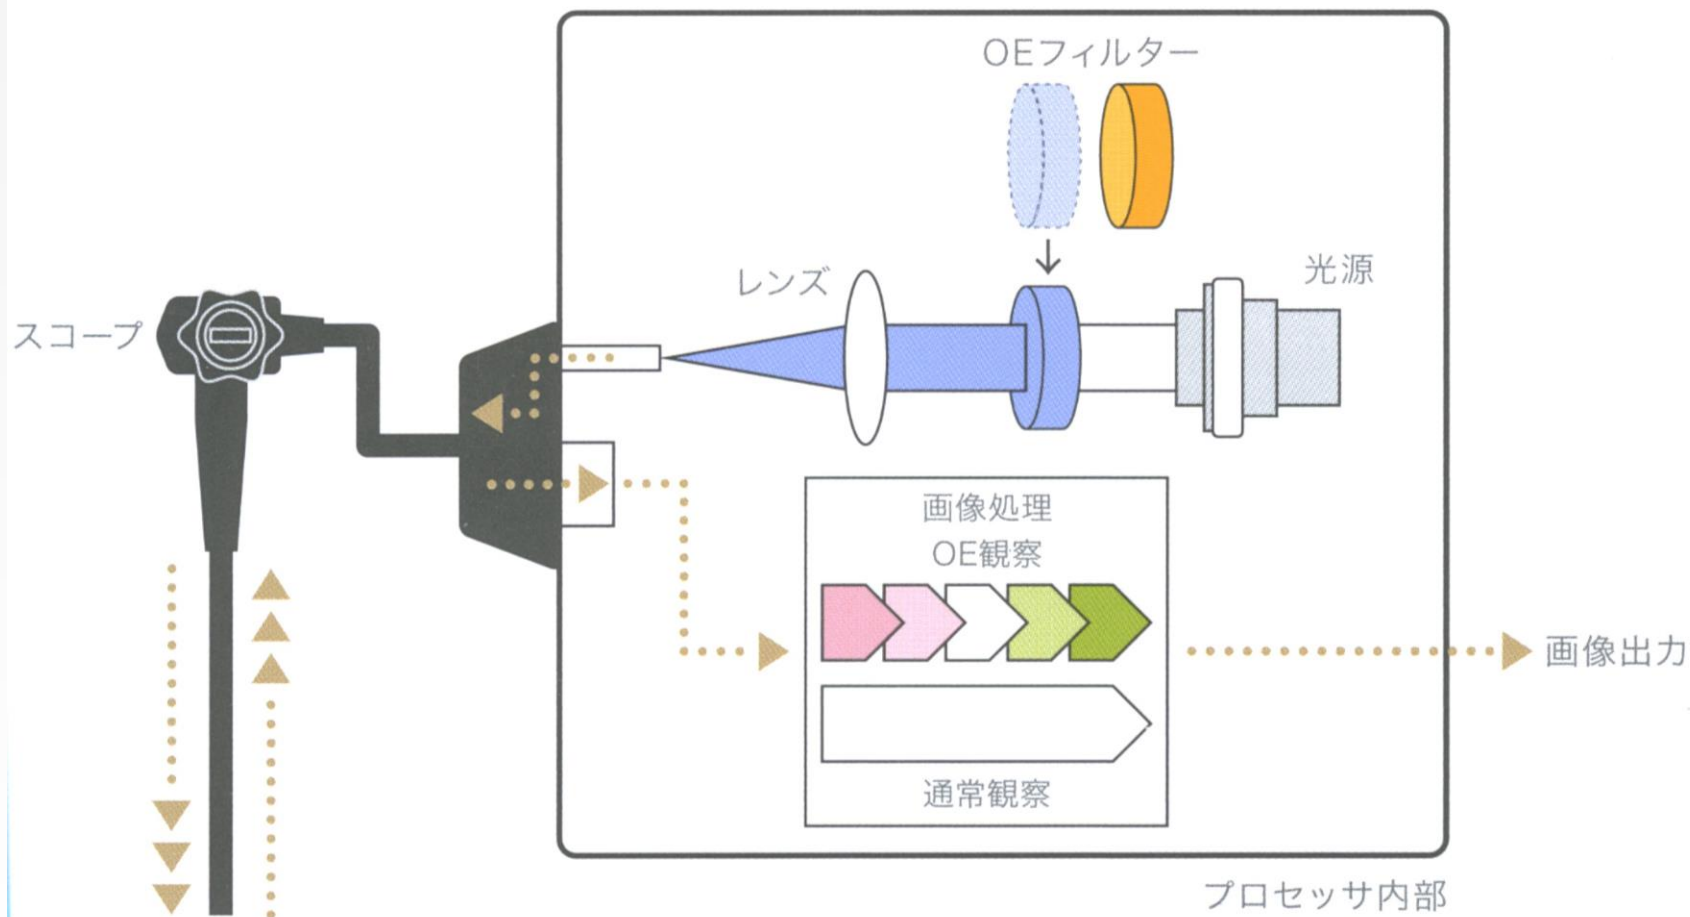 OEフィルター
光源
レンズ
スコープ
画像処理
OE観察
通常観察
画像出力
プロセッサ内部